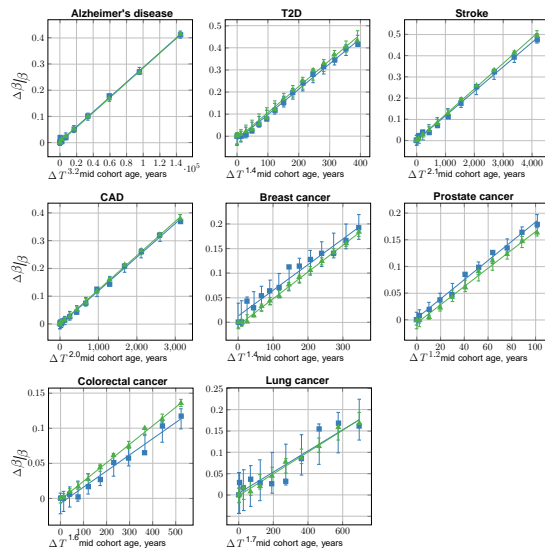 Alzheimer's disease
T2D
Stroke
Δβ/β
0.4
0.3
0.2
0.1
0
0 0.2 0.4 0.6 0.8 1 1.2 1.4
·10⁵
ΔT^3.2 mid cohort age, years
0.5
0.4
0.3
0.2
0.1
0
0 100 200 300 400
ΔT^1.4 mid cohort age, years
0.5
0.4
0.3
0.2
0.1
0
0 1,000 2,000 3,000 4,000
ΔT^2.1 mid cohort age, years
CAD
Breast cancer
Prostate cancer
Δβ/β
0.4
0.3
0.2
0.1
0
0 1,000 2,000 3,000
ΔT^2.0 mid cohort age, years
0.2
0.15
0.1
0.05
0
0 100 200 300
ΔT^1.4 mid cohort age, years
0.2
0.15
0.1
0.05
0
0 20 40 60 80 100
ΔT^1.2 mid cohort age, years
Colorectal cancer
Lung cancer
Δβ/β
0.15
0.1
0.05
0
0 100 200 300 400 500
ΔT^1.6 mid cohort age, years
0.2
0.15
0.1
0.05
0
0 200 400 600
ΔT^1.7 mid cohort age, years